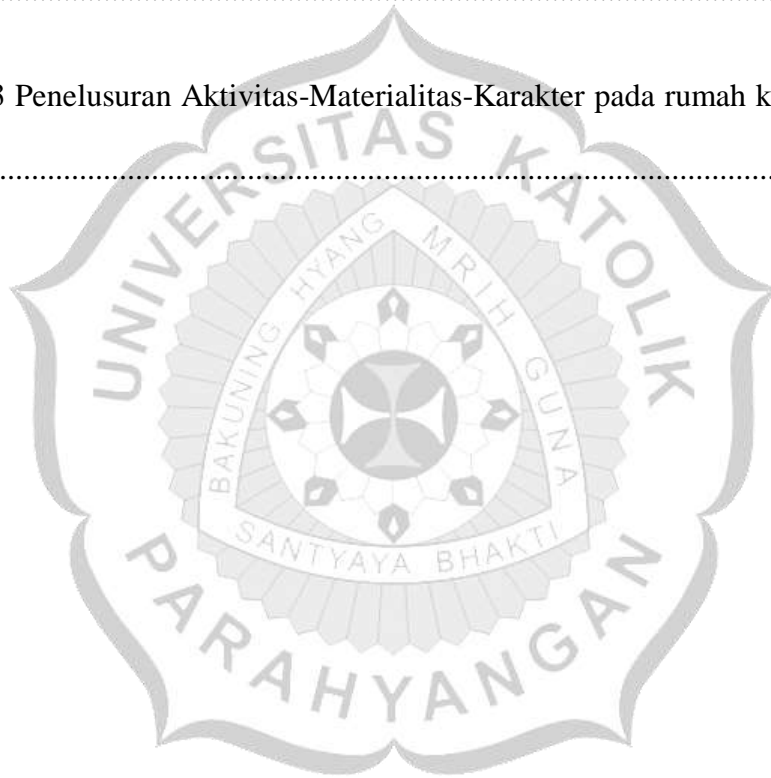 3 Penelusuran Aktivitas-Materialitas-Karakter pada rumah k
UNIVERSITAS KATOLIK
BAKUNING HYANG MRIH GUNA
SANTYAYA BHAKTI
PARAHYANGAN